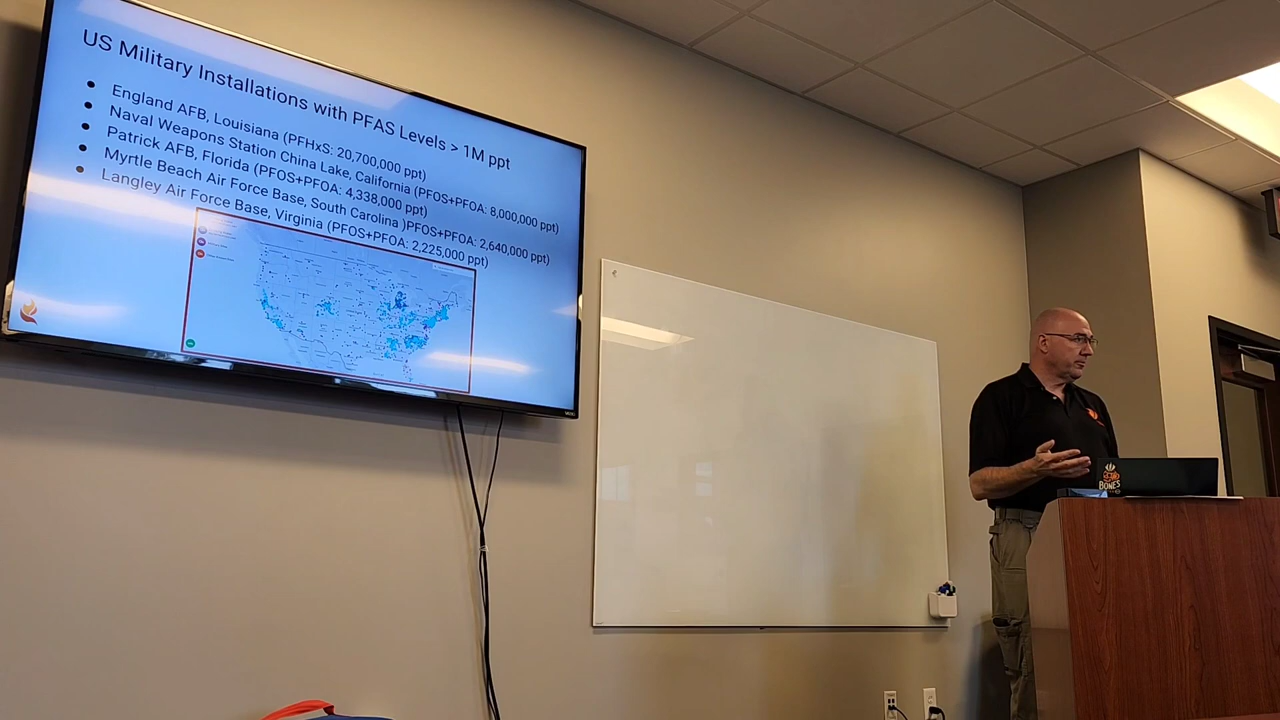 US Military Installations with PFAS Levels > 1M ppt
England AFB, Louisiana (PFHxS: 20,700,000 ppt)
Naval Weapons Station China Lake, California (PFOS+PFOA: 8,000,000 ppt)
Patrick AFB, Florida (PFOS+PFOA: 4,338,000 ppt)
Myrtle Beach Air Force Base, South Carolina )PFOS+PFOA: 2,640,000 ppt)
Langley Air Force Base, Virginia (PFOS+PFOA: 2,225,000 ppt)
BONES